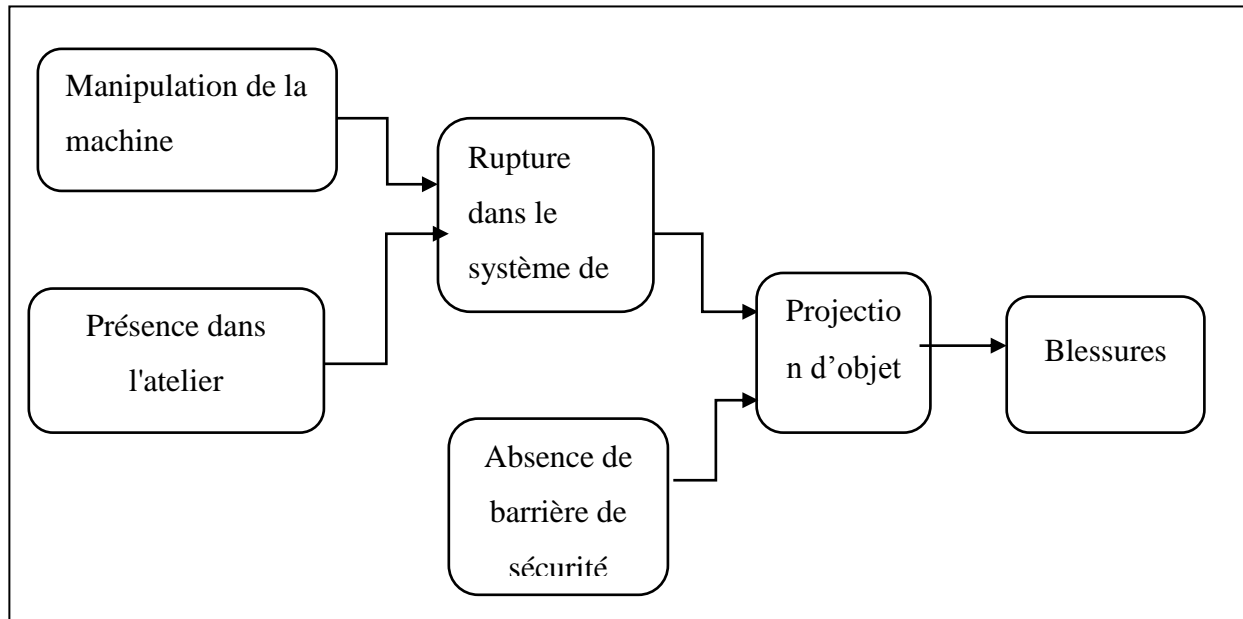 Manipulation de la
machine
Rupture
dans le
système de
Présence dans
l'atelier
Projectio
n d’objet
Blessures
Absence de
barrière de
sécurité